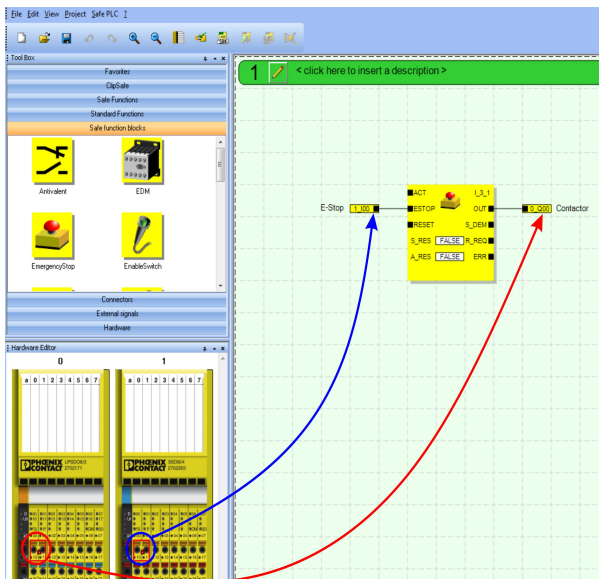 File Edit View Project Safe PLC ?
Tool Box
Favorites
ClipSafe
Safe Functions
Standard Functions
Safe function blocks
Antivalent EDM
EmergencyStop EnableSwitch
Connectors
External signals
Hardware
Hardware Editor
0 1
a 0 1 2 3 4 5 6 7 a 0 1 2 3 4 5 6 7
PHŒNIX CONTACT PHŒNIX CONTACT
1 < click here to insert a description >
ACT I_3_1
E-Stop 1_I00 ESTOP OUT 0_Q00 Contactor
RESET S_DEM
S_RES FALSE R_REQ
A_RES FALSE ERR